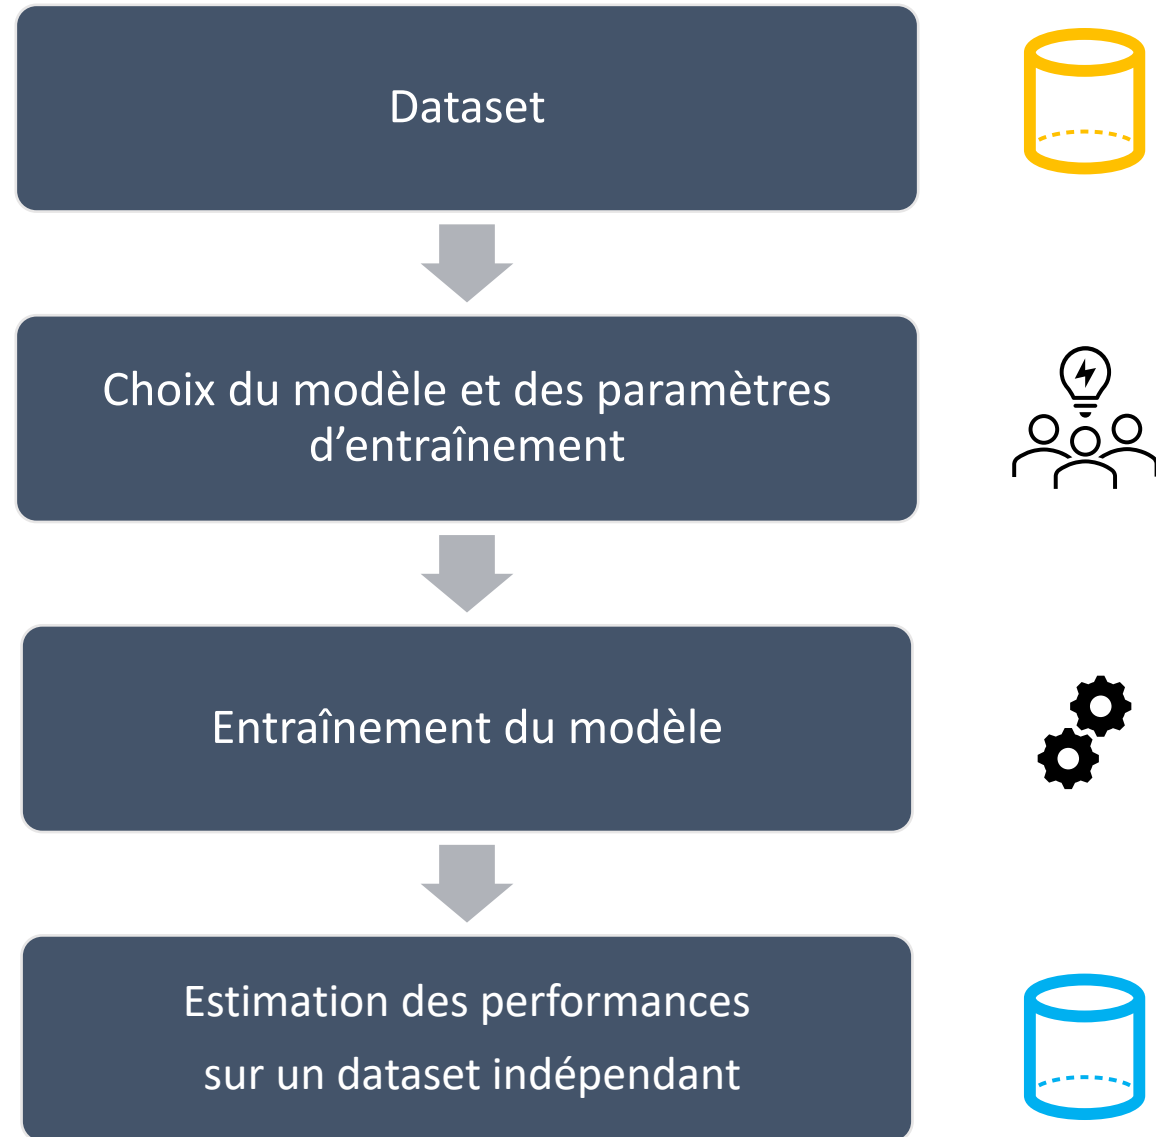 Dataset
Choix du modèle et des paramètres
d’entraînement
Entraînement du modèle
Estimation des performances
sur un dataset indépendant